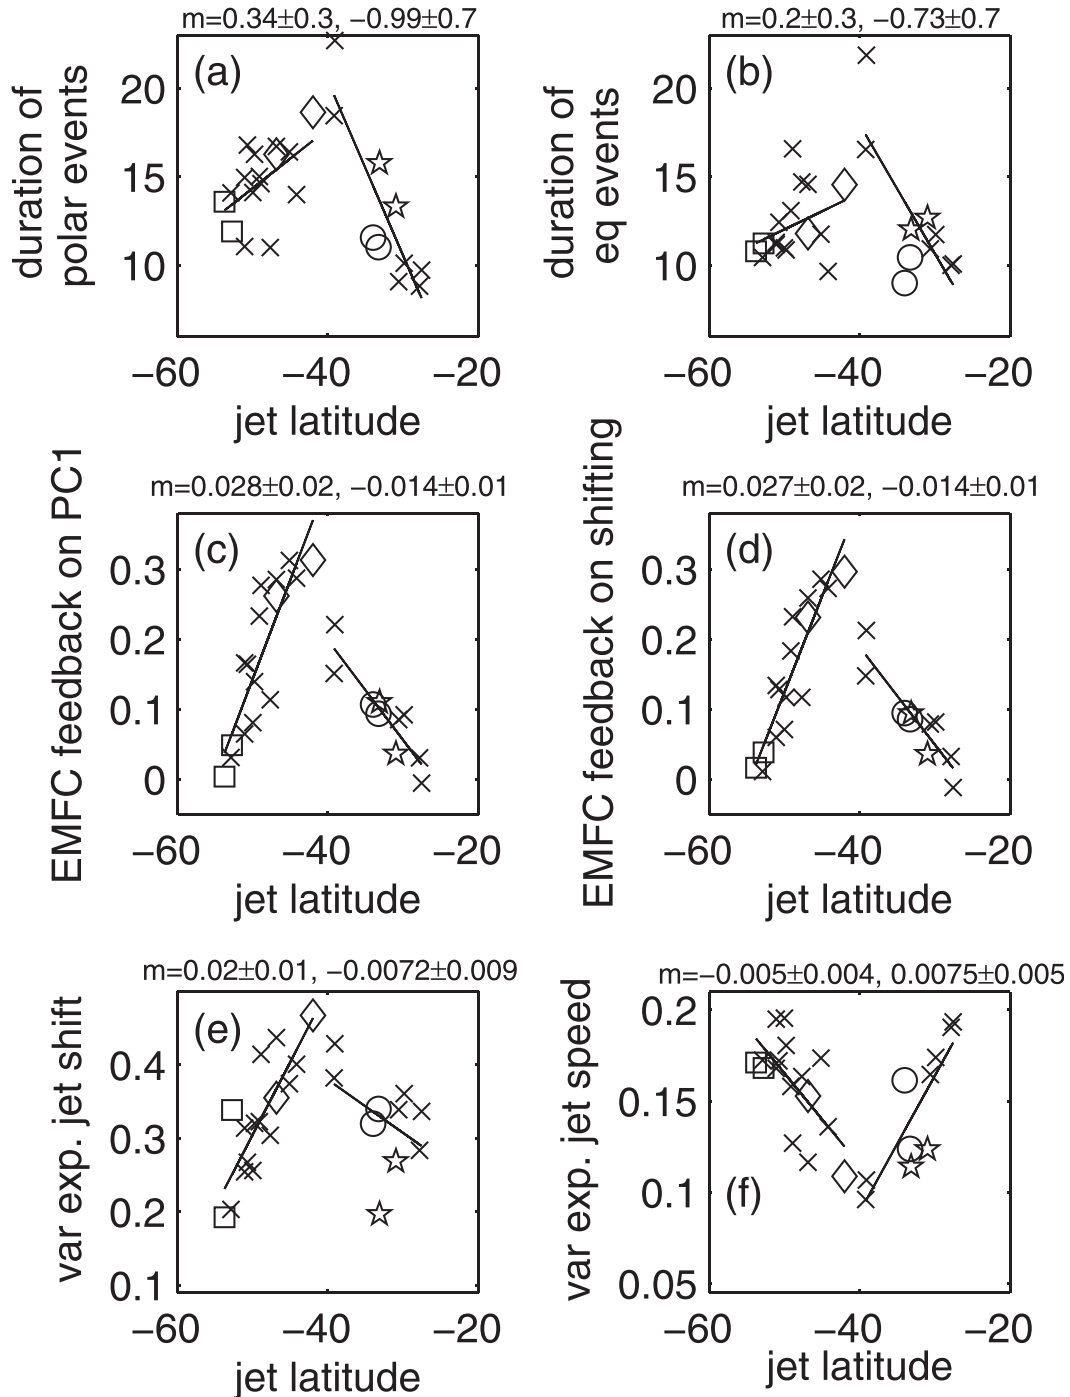 m=0.34±0.3, −0.99±0.7
(a)
duration of
polar events
20
15
10
−60 −40 −20
jet latitude
m=0.2±0.3, −0.73±0.7
(b)
duration of
eq events
20
15
10
−60 −40 −20
jet latitude
m=0.028±0.02, −0.014±0.01
(c)
EMFC feedback on PC1
0.3
0.2
0.1
0
−60 −40 −20
jet latitude
m=0.027±0.02, −0.014±0.01
(d)
EMFC feedback on shifting
0.3
0.2
0.1
0
−60 −40 −20
jet latitude
m=0.02±0.01, −0.0072±0.009
(e)
var exp. jet shift
0.4
0.3
0.2
0.1
−60 −40 −20
jet latitude
m=−0.005±0.004, 0.0075±0.005
(f)
var exp. jet speed
0.2
0.15
0.1
0.05
−60 −40 −20
jet latitude